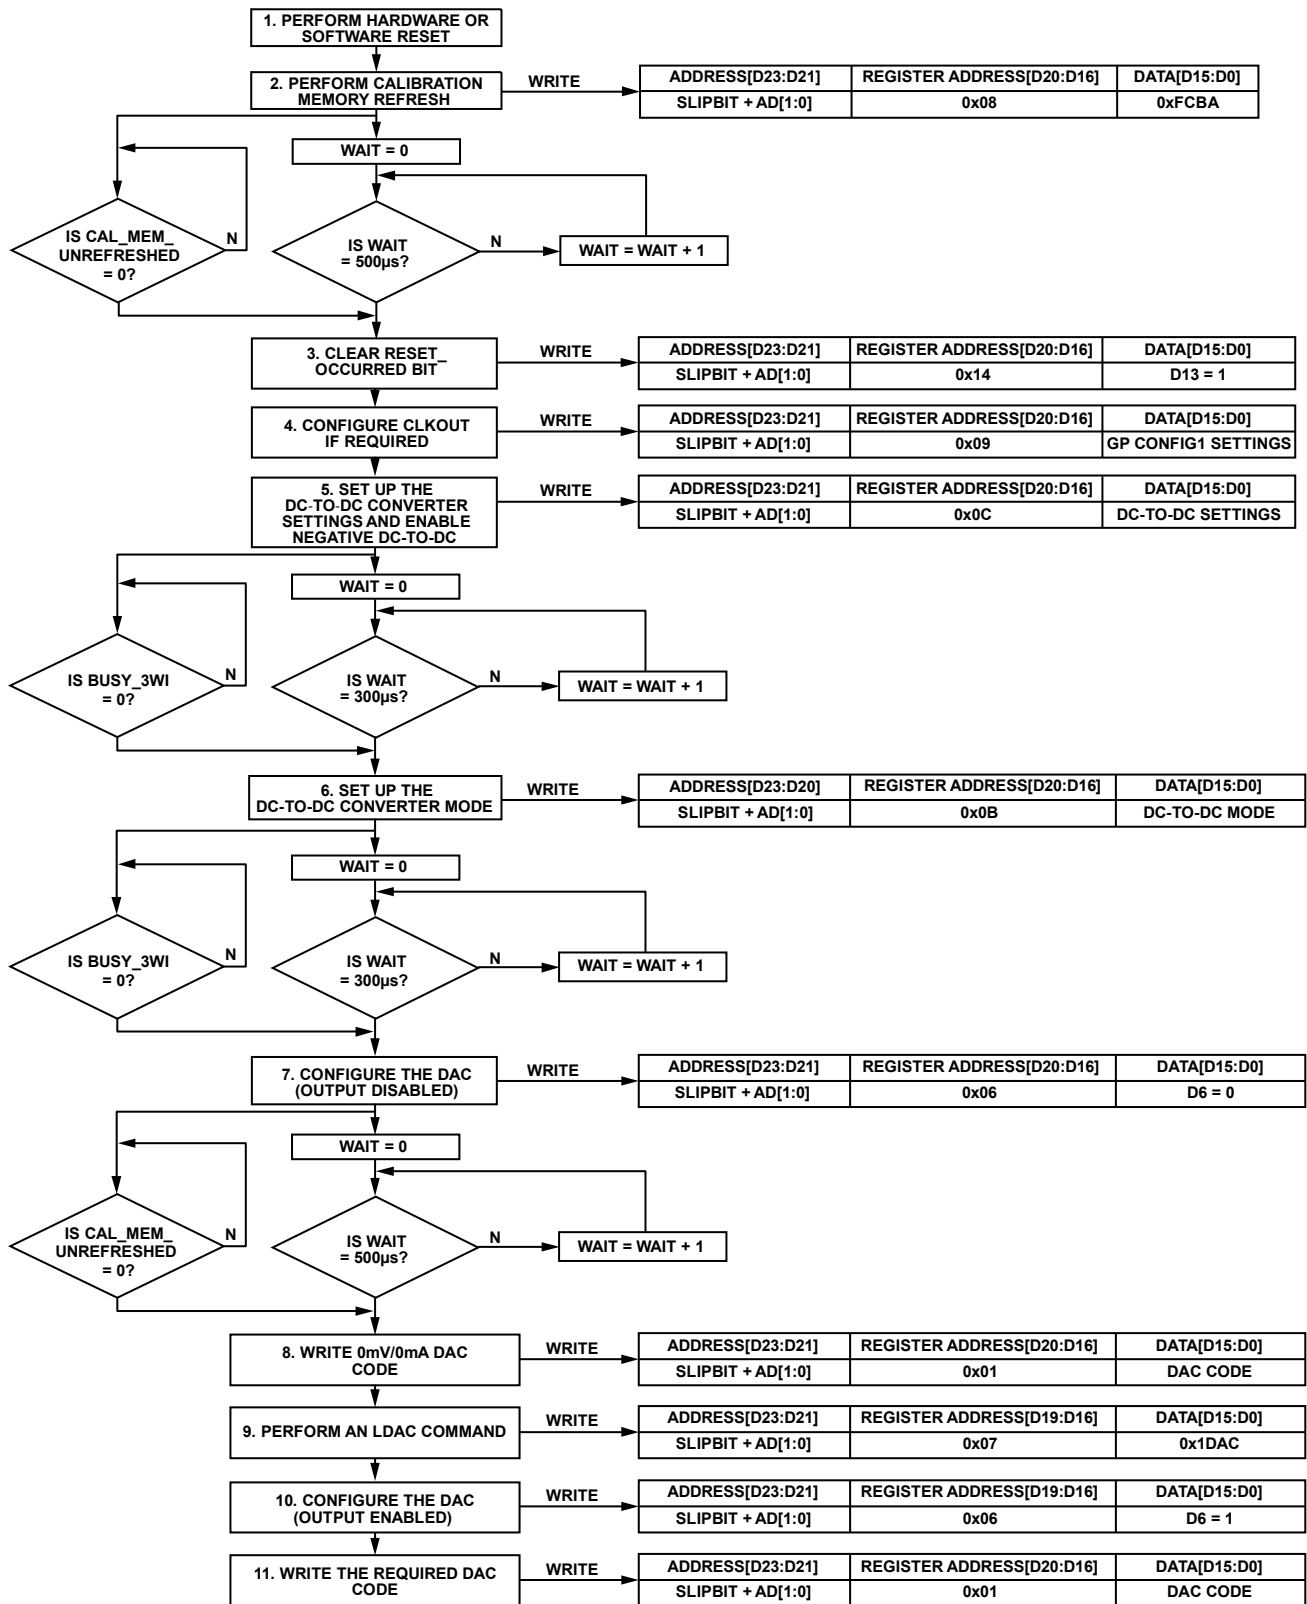 1. PERFORM HARDWARE OR
SOFTWARE RESET
2. PERFORM CALIBRATION
MEMORY REFRESH
WRITE
ADDRESS[D23:D21] REGISTER ADDRESS[D20:D16] DATA[D15:D0]
SLIPBIT + AD[1:0] 0x08 0xFCBA
WAIT = 0
IS CAL_MEM_
UNREFRESHED
= 0?
N
IS WAIT
= 500µs?
N
WAIT = WAIT + 1
3. CLEAR RESET_
OCCURRED BIT
WRITE
ADDRESS[D23:D21] REGISTER ADDRESS[D20:D16] DATA[D15:D0]
SLIPBIT + AD[1:0] 0x14 D13 = 1
4. CONFIGURE CLKOUT
IF REQUIRED
WRITE
ADDRESS[D23:D21] REGISTER ADDRESS[D20:D16] DATA[D15:D0]
SLIPBIT + AD[1:0] 0x09 GP CONFIG1 SETTINGS
5. SET UP THE
DC-TO-DC CONVERTER
SETTINGS AND ENABLE
NEGATIVE DC-TO-DC
WRITE
ADDRESS[D23:D21] REGISTER ADDRESS[D20:D16] DATA[D15:D0]
SLIPBIT + AD[1:0] 0x0C DC-TO-DC SETTINGS
WAIT = 0
IS BUSY_3WI
= 0?
N
IS WAIT
= 300µs?
N
WAIT = WAIT + 1
6. SET UP THE
DC-TO-DC CONVERTER MODE
WRITE
ADDRESS[D23:D20] REGISTER ADDRESS[D20:D16] DATA[D15:D0]
SLIPBIT + AD[1:0] 0x0B DC-TO-DC MODE
WAIT = 0
IS BUSY_3WI
= 0?
N
IS WAIT
= 300µs?
N
WAIT = WAIT + 1
7. CONFIGURE THE DAC
(OUTPUT DISABLED)
WRITE
ADDRESS[D23:D21] REGISTER ADDRESS[D20:D16] DATA[D15:D0]
SLIPBIT + AD[1:0] 0x06 D6 = 0
WAIT = 0
IS CAL_MEM_
UNREFRESHED
= 0?
N
IS WAIT
= 500µs?
N
WAIT = WAIT + 1
8. WRITE 0mV/0mA DAC
CODE
WRITE
ADDRESS[D23:D21] REGISTER ADDRESS[D20:D16] DATA[D15:D0]
SLIPBIT + AD[1:0] 0x01 DAC CODE
9. PERFORM AN LDAC COMMAND
WRITE
ADDRESS[D23:D21] REGISTER ADDRESS[D19:D16] DATA[D15:D0]
SLIPBIT + AD[1:0] 0x07 0x1DAC
10. CONFIGURE THE DAC
(OUTPUT ENABLED)
WRITE
ADDRESS[D23:D21] REGISTER ADDRESS[D19:D16] DATA[D15:D0]
SLIPBIT + AD[1:0] 0x06 D6 = 1
11. WRITE THE REQUIRED DAC
CODE
WRITE
ADDRESS[D23:D21] REGISTER ADDRESS[D20:D16] DATA[D15:D0]
SLIPBIT + AD[1:0] 0x01 DAC CODE